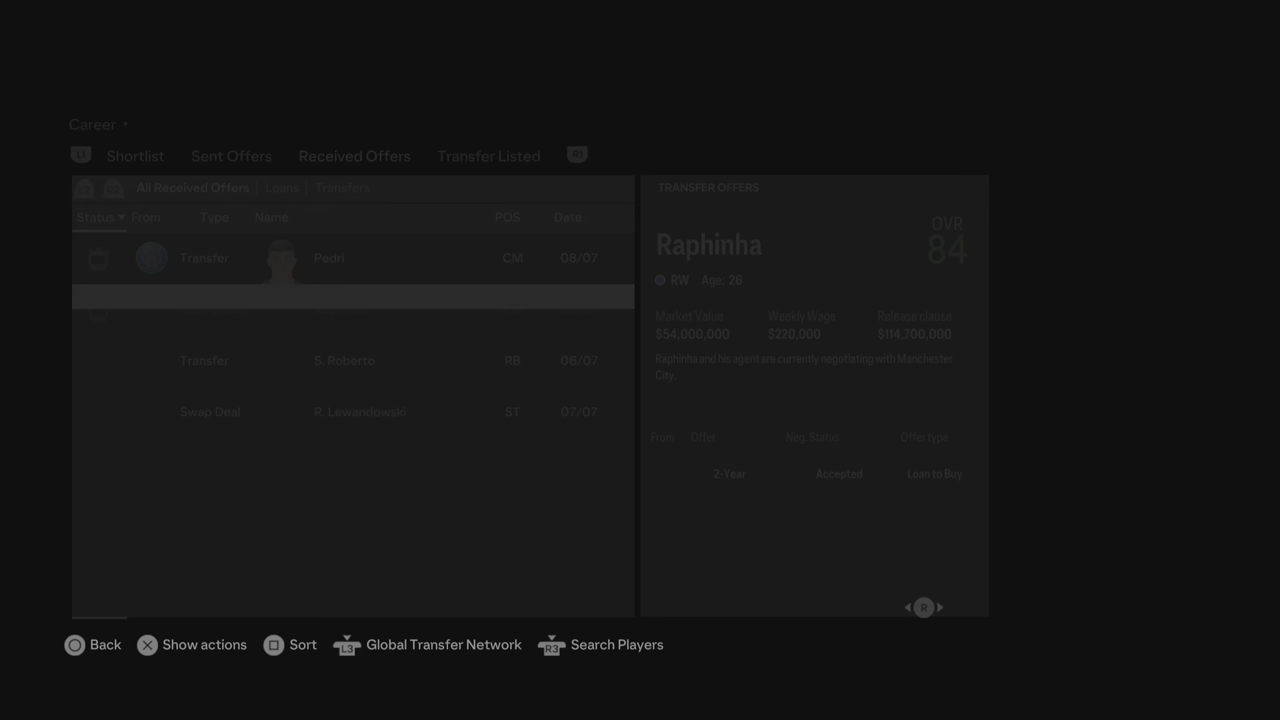 Career
L1 Shortlist Sent Offers Received Offers Transfer Listed R1
All Received Offers | Loans | Transfers
Status From Type Name POS Date
Transfer Pedri CM 08/07
Transfer S. Roberto RB 06/07
Swap Deal R. Lewandowski ST 07/07
TRANSFER OFFERS
OVR
Raphinha 84
RW Age: 26
Market Value Weekly Wage Release clause
$54,000,000 $220,000 $114,700,000
Raphinha and his agent are currently negotiating with Manchester
City.
From Offer Neg. Status Offer type
2-Year Accepted Loan to Buy
R
Back Show actions Sort L3 Global Transfer Network R3 Search Players